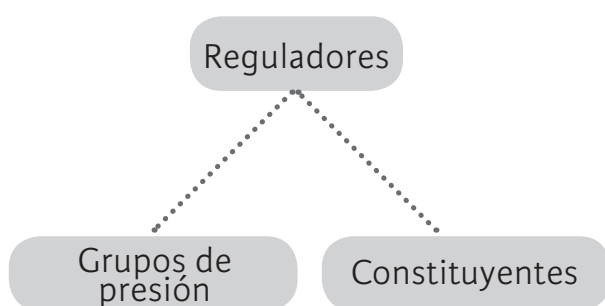 Reguladores
Grupos de
presión
Constituyentes